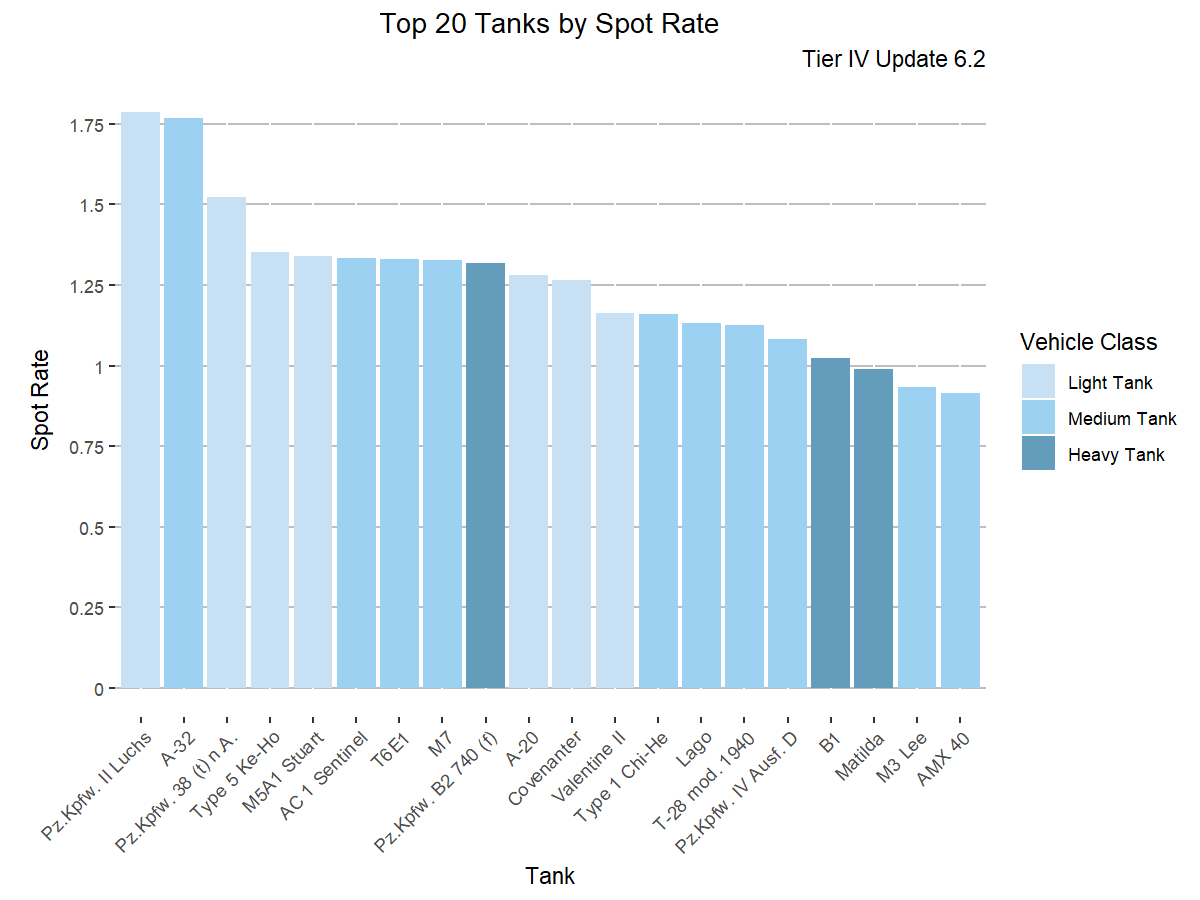 Top 20 Tanks by Spot Rate
Tier IV Update 6.2
1.75
1.5
1.25
1
0.75
0.5
0.25
0
Spot Rate
Pz.Kpfw. II Luchs
A-32
Pz.Kpfw. 38 (t) n.A.
Type 5 Ke-Ho
M5A1 Stuart
AC 1 Sentinel
T6E1
M7
Pz.Kpfw. B2 740 (f)
A-20
Covenanter
Valentine II
Type 1 Chi-He
Lago
T-28 mod. 1940
Pz.Kpfw. IV Ausf. D
B1
Matilda
M3 Lee
AMX 40
Tank
Vehicle Class
Light Tank
Medium Tank
Heavy Tank